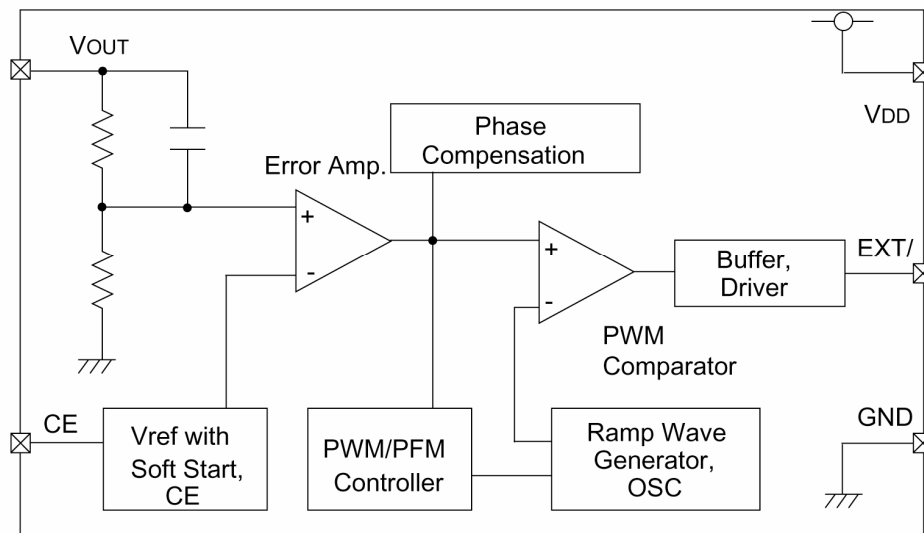 VOUT
VDD
Phase
Compensation
Error Amp.
+
-
+
-
Buffer,
Driver
EXT/
PWM
Comparator
CE
Vref with
Soft Start,
CE
PWM/PFM
Controller
Ramp Wave
Generator,
OSC
GND